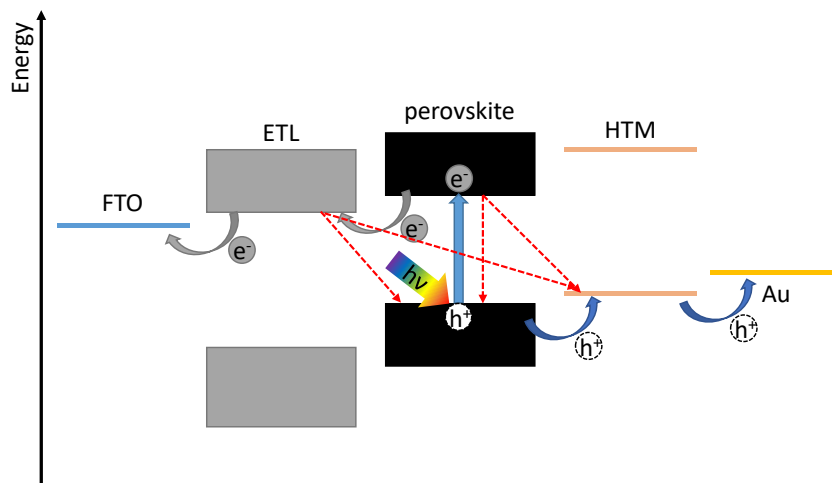 Energy
perovskite
ETL
HTM
e⁻
FTO
e⁻
e⁻
hν
Au
h⁺
h⁺
h⁺